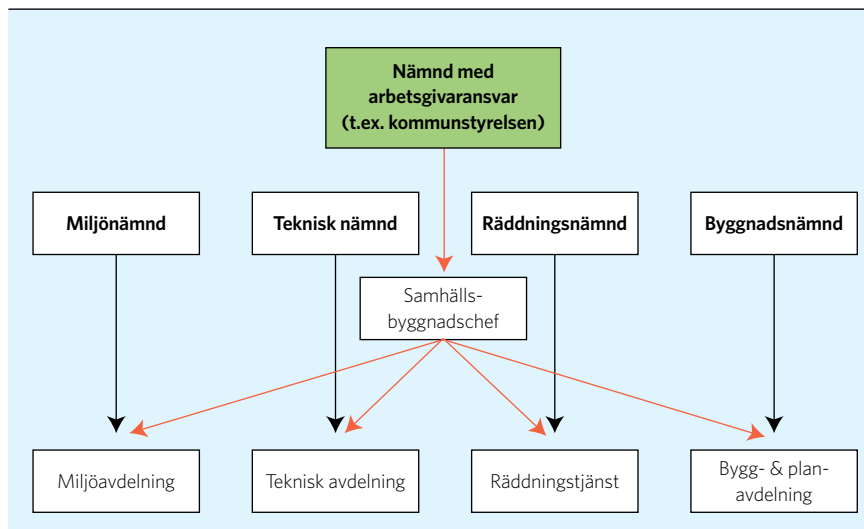 Nämnd med
arbetsgivaransvar
(t.ex. kommunstyrelsen)
Miljönämnd
Teknisk nämnd
Räddningsnämnd
Byggnadsnämnd
Samhälls-
byggnadschef
Miljöavdelning
Teknisk avdelning
Räddningstjänst
Bygg- & plan-
avdelning